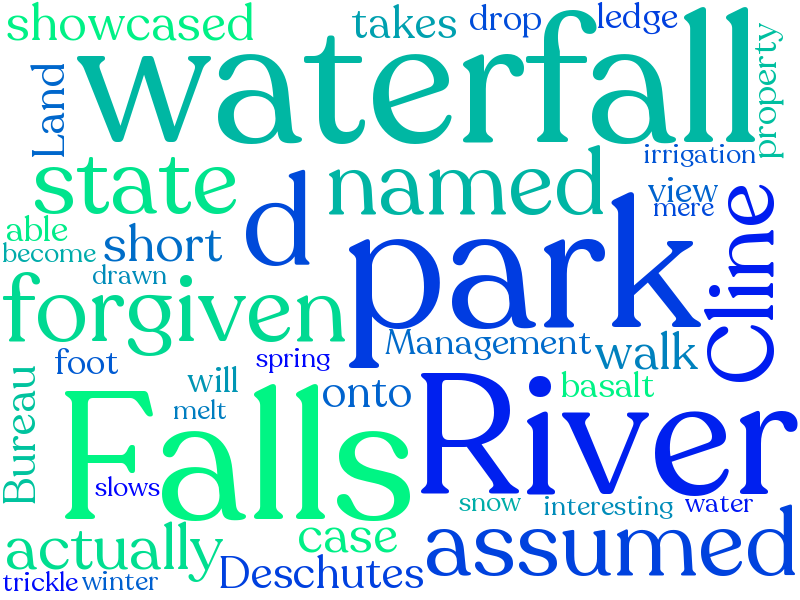 showcased
takes
drop
ledge
waterfall
Land
property
irrigation
state
named
view
mere
d
able
become
short
park
Cline
drawn
forgiven
Management
walk
foot
spring
will
onto
basalt
River
Bureau
melt
Falls
slows
snow
interesting
water
case
actually
assumed
Deschutes
trickle
winter